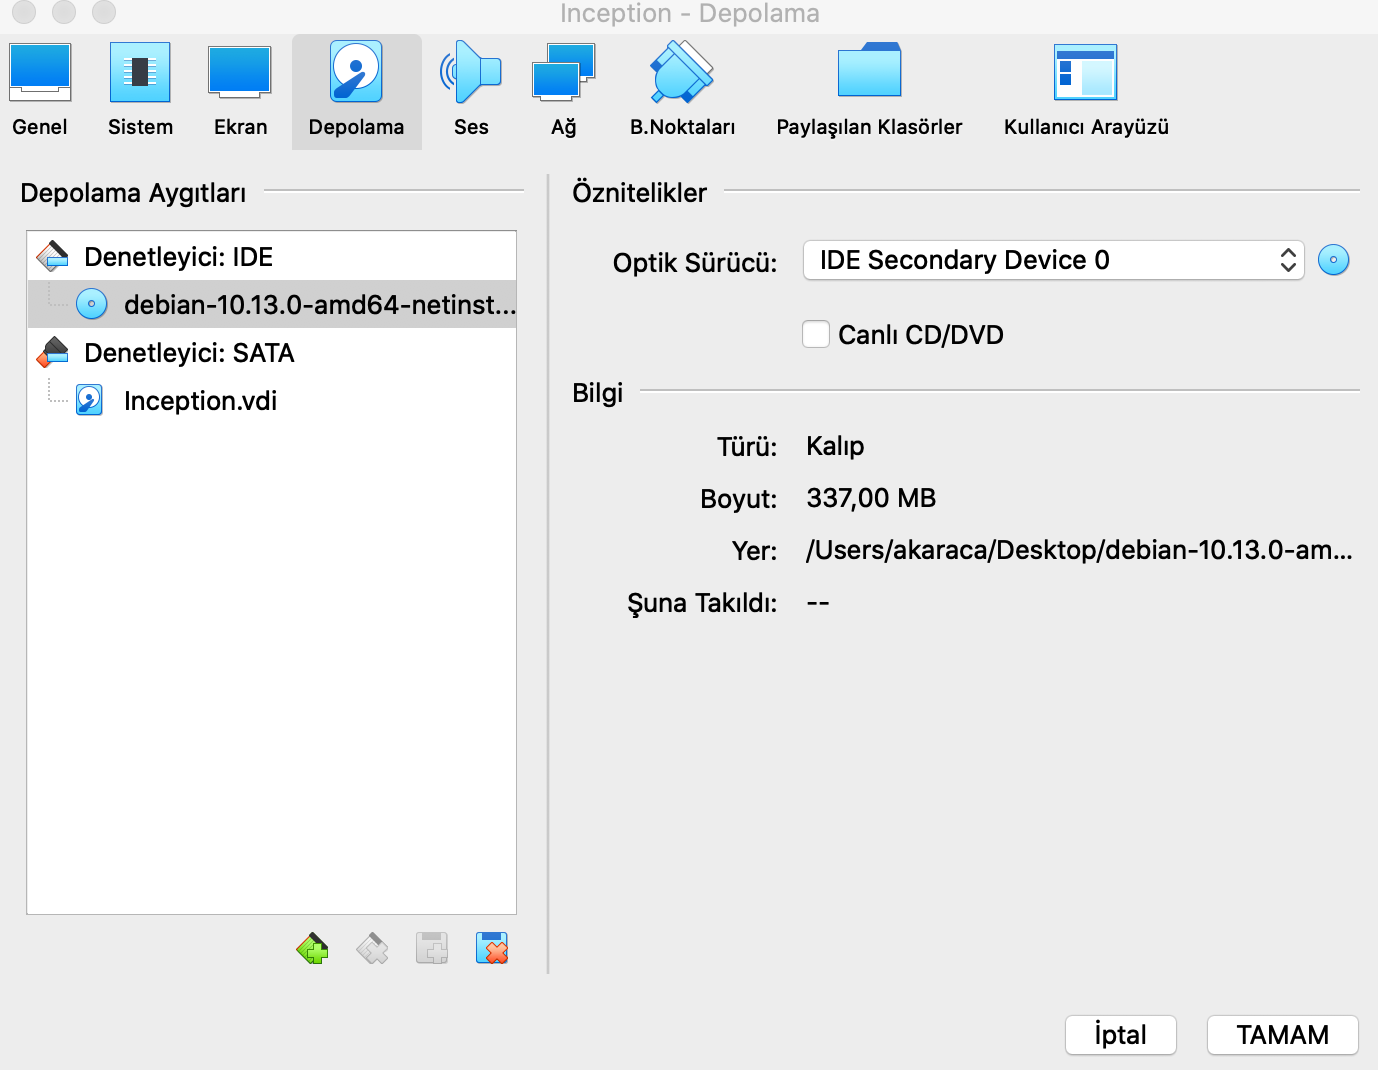 Inception - Depolama
Genel Sistem Ekran Depolama Ses Ağ B.Noktaları Paylaşılan Klasörler Kullanıcı Arayüzü
Depolama Aygıtları
Denetleyici: IDE
debian-10.13.0-amd64-netinst...
Denetleyici: SATA
Inception.vdi
Öznitelikler
Optik Sürücü: IDE Secondary Device 0
Canlı CD/DVD
Bilgi
Türü: Kalıp
Boyut: 337,00 MB
Yer: /Users/akaraca/Desktop/debian-10.13.0-am...
Şuna Takıldı: --
İptal TAMAM